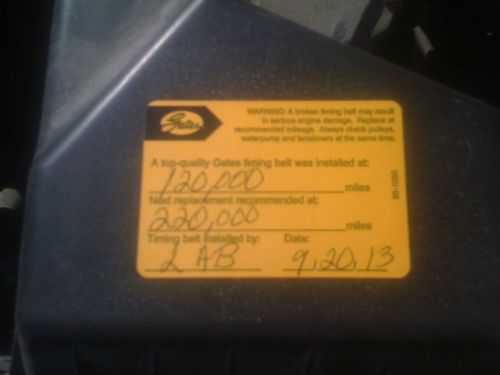 Gates
WARNING: A broken timing belt may result
in serious engine damage. Replace at
recommended mileage. Always check pulleys,
waterpump and tensioners at the same time.
A top-quality Gates timing belt was installed at:
120,000 miles
Next replacement recommended at:
220,000 miles
Timing belt installed by: Date:
LAB 9.20.13
95-1050